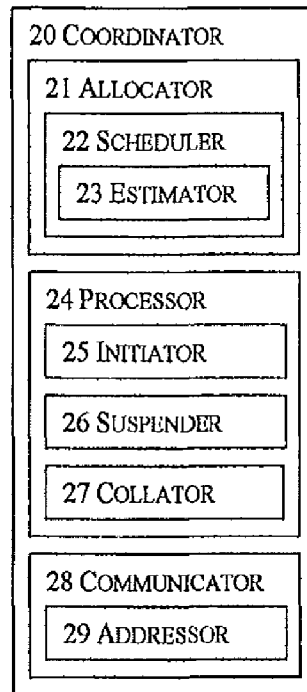 20 COORDINATOR
21 ALLOCATOR
22 SCHEDULER
23 ESTIMATOR
24 PROCESSOR
25 INITIATOR
26 SUSPENDER
27 COLLATOR
28 COMMUNICATOR
29 ADDRESSOR